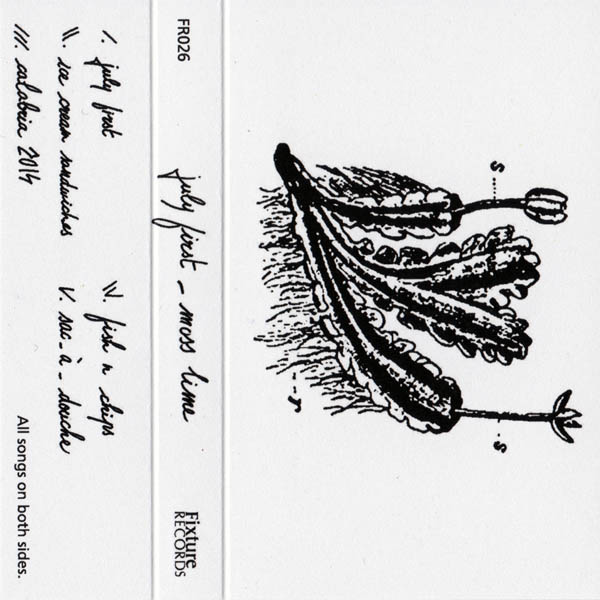 s
s
r
FR026
july first - moss lime
Fixture
RECORDS
I. july first
II. ice cream sandwiches
III. calabria 2014
IV. fish n chips
V. sac-à-douche
All songs on both sides.